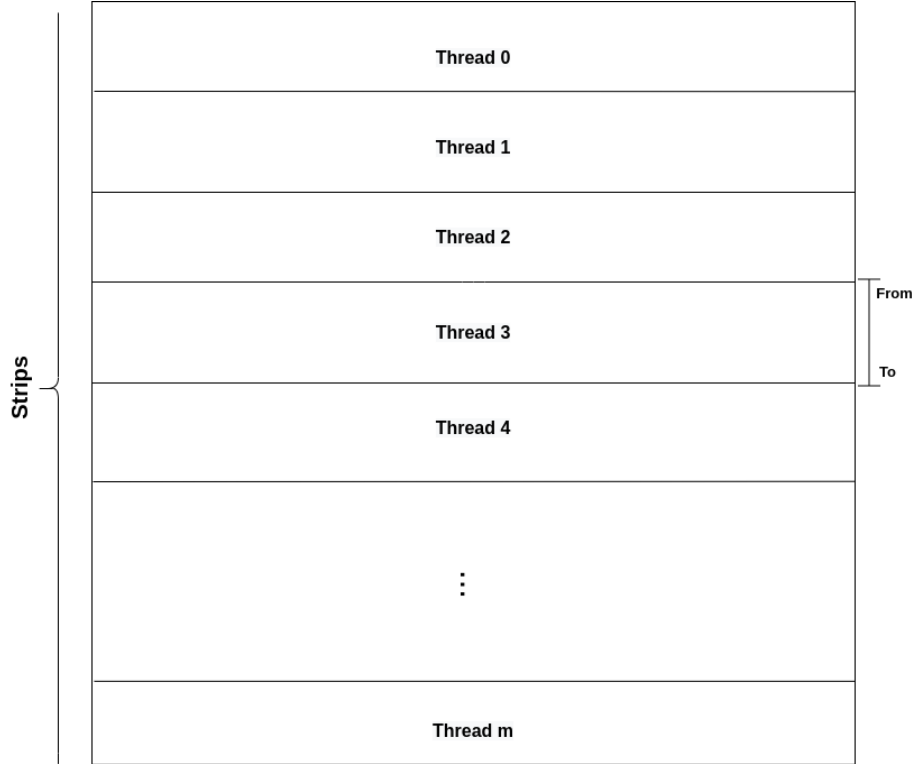 Thread 0
Thread 1
Thread 2
From
Thread 3
To
Strips
Thread 4
⋮
Thread m